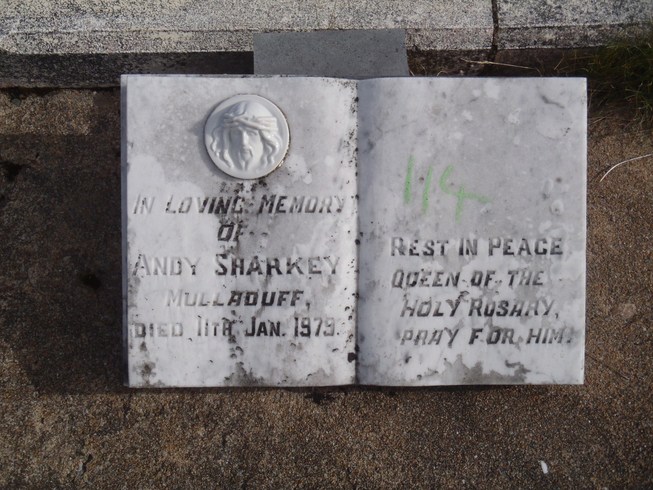 IN LOVING MEMORY
OF
ANDY SHARKEY
MULLADUFF,
DIED 11TH JAN. 1979.
114
REST IN PEACE
QUEEN OF THE
HOLY ROSARY,
PRAY FOR HIM.